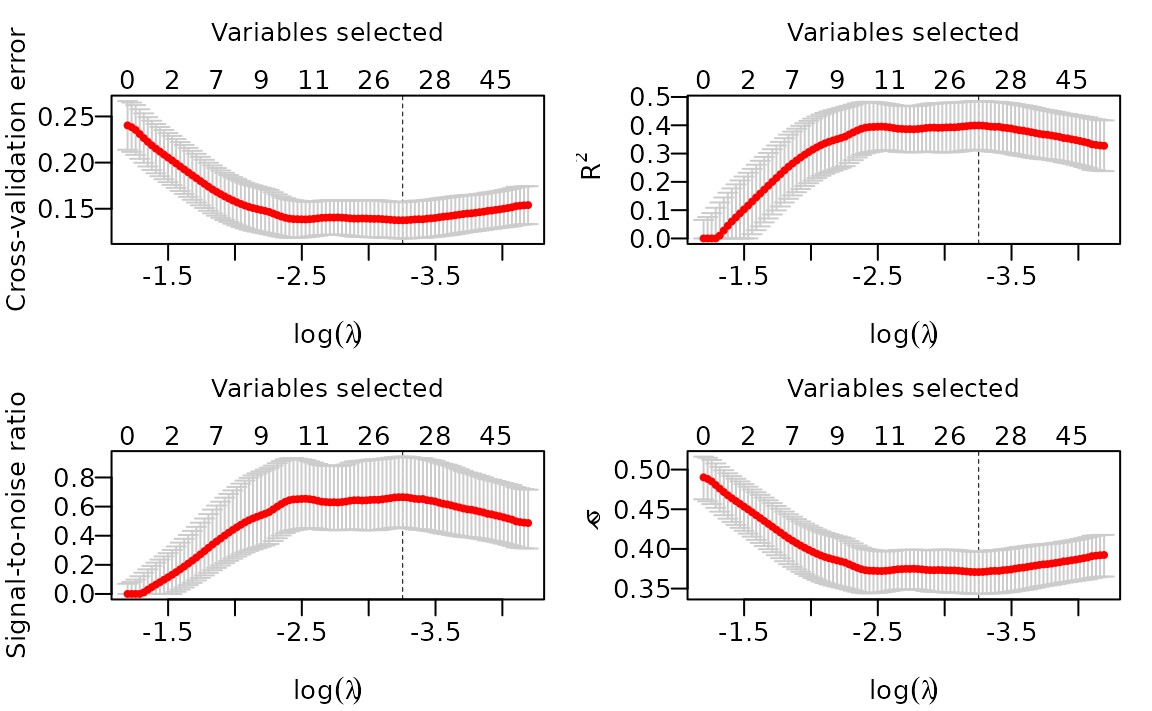 Variables selected
0 2 7 9 11 26 28 45
Cross-validation error
0.25
0.20
0.15
-1.5 -2.5 -3.5
log(λ)
Variables selected
0 2 7 9 11 26 28 45
R²
0.5
0.4
0.3
0.2
0.1
0.0
-1.5 -2.5 -3.5
log(λ)
Variables selected
0 2 7 9 11 26 28 45
Signal-to-noise ratio
0.8
0.6
0.4
0.2
0.0
-1.5 -2.5 -3.5
log(λ)
Variables selected
0 2 7 9 11 26 28 45
σ̂
0.50
0.45
0.40
0.35
-1.5 -2.5 -3.5
log(λ)